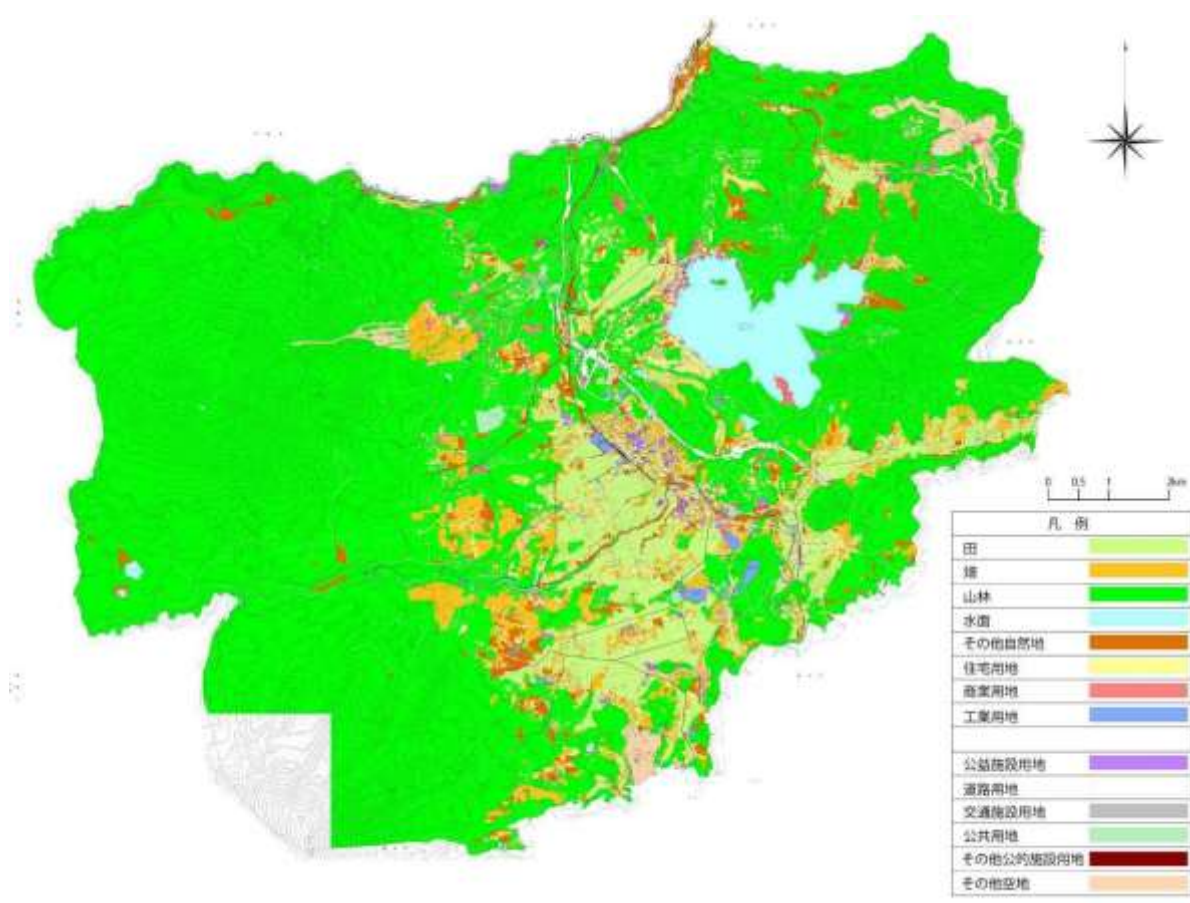 0 0.5 1 2km
凡 例
田
畑
山林
水面
その他自然地
住宅用地
商業用地
工業用地
公益施設用地
道路用地
交通施設用地
公共用地
その他公的施設用地
その他空地